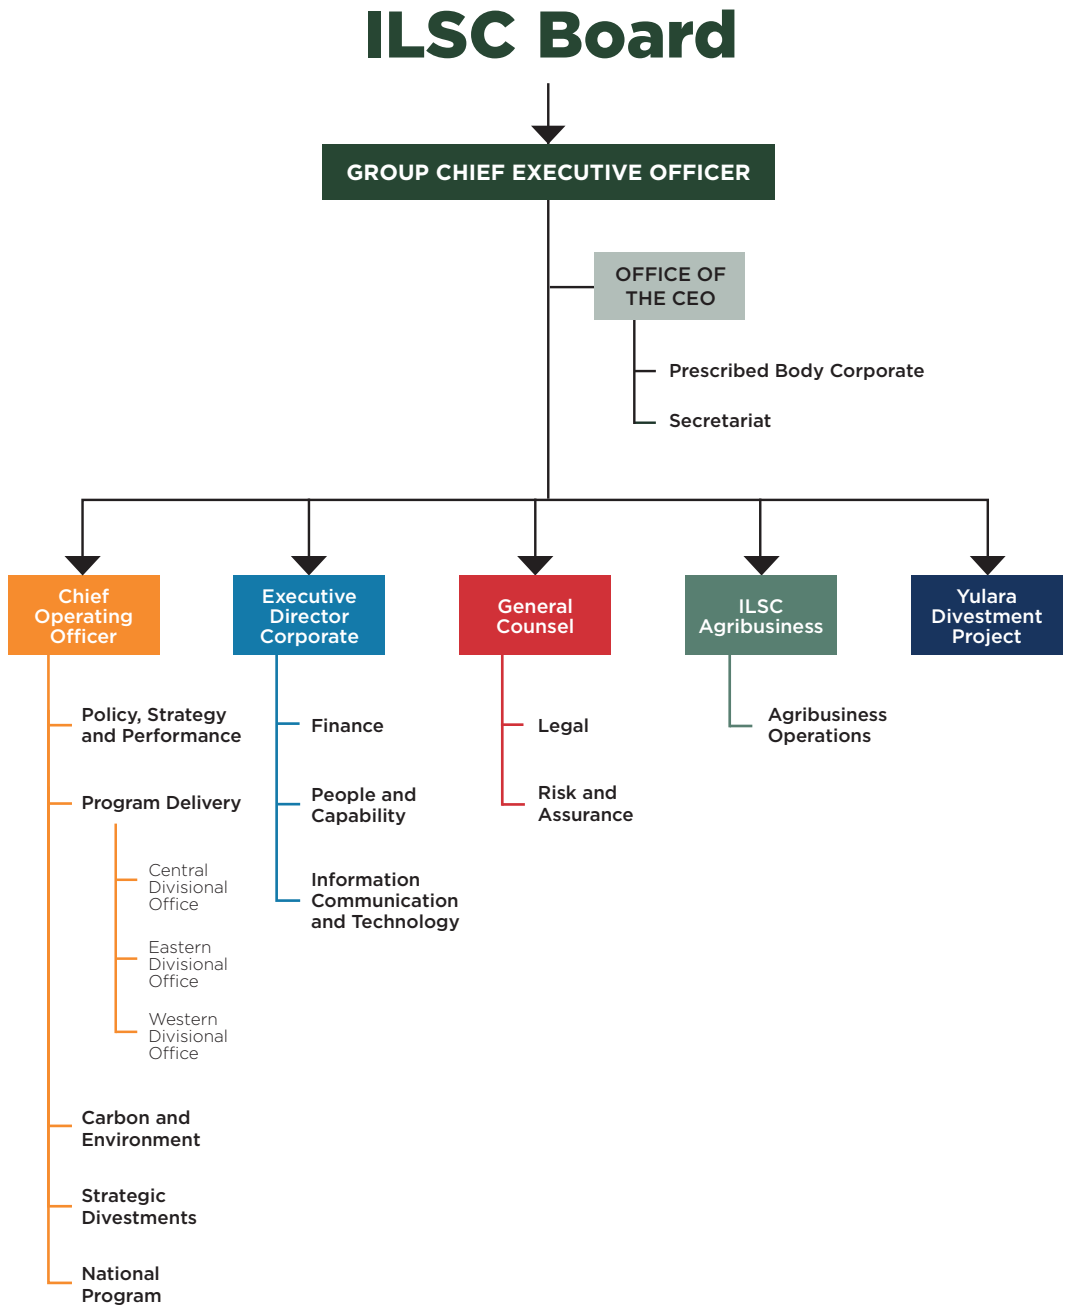 ILSC Board
GROUP CHIEF EXECUTIVE OFFICER
OFFICE OF
THE CEO
Prescribed Body Corporate
Secretariat
Chief
Operating
Officer
Policy, Strategy
and Performance
Program Delivery
Central
Divisional
Office
Eastern
Divisional
Office
Western
Divisional
Office
Carbon and
Environment
Strategic
Divestments
National
Program
Executive
Director
Corporate
Finance
People and
Capability
Information
Communication
and Technology
General
Counsel
Legal
Risk and
Assurance
ILSC
Agribusiness
Agribusiness
Operations
Yulara
Divestment
Project